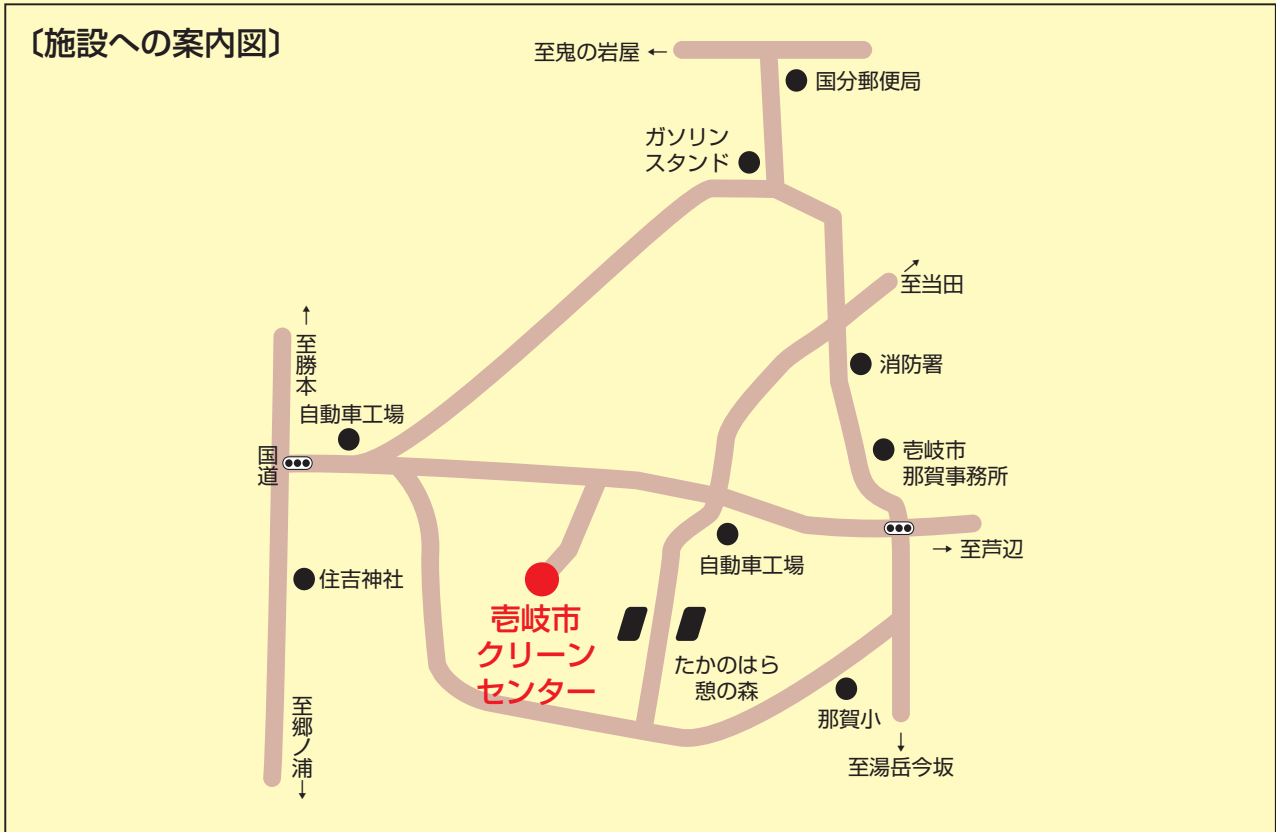 〔施設への案内図〕
至鬼の岩屋 ←
国分郵便局
ガソリン
スタンド
↗
至当田
↑
至勝本
消防署
自動車工場
国道
壱岐市
那賀事務所
→ 至芦辺
自動車工場
住吉神社
壱岐市
クリーン
センター
たかのはら
憩の森
那賀小
至郷ノ浦
↓
↓
至湯岳今坂